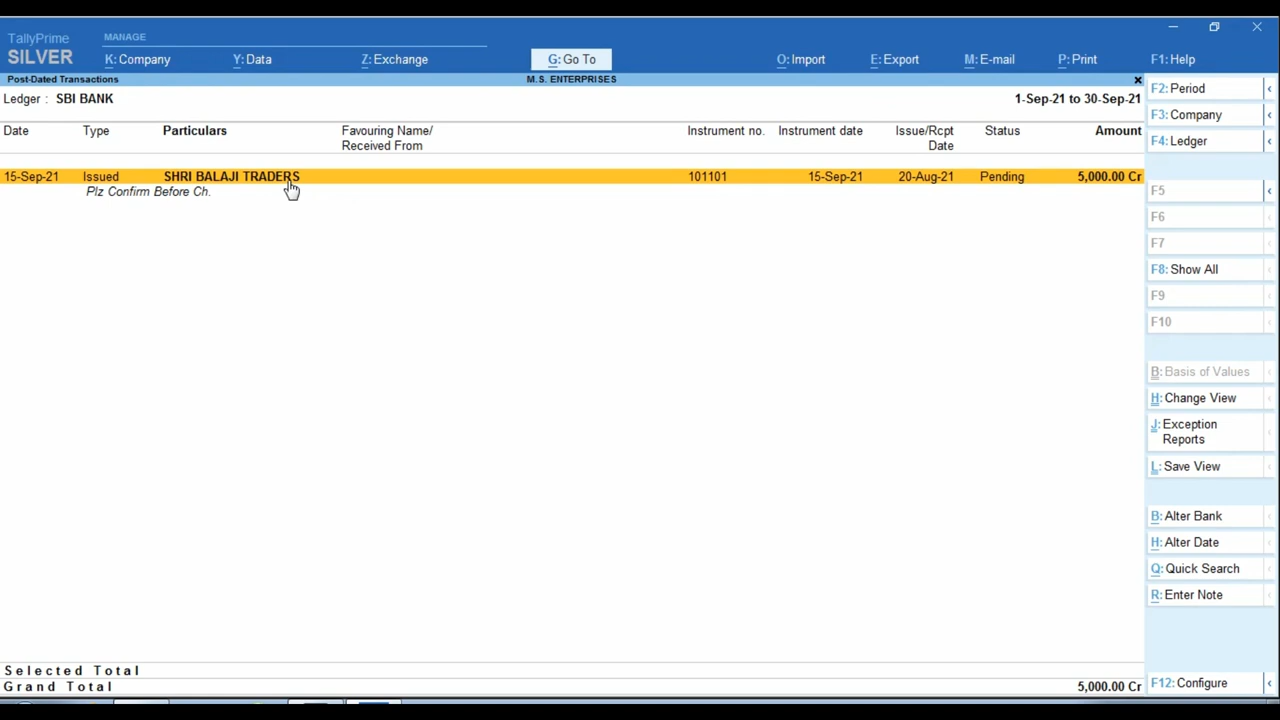 TallyPrime
SILVER
MANAGE
K: Company
Y: Data
Z: Exchange
G: Go To
O: Import
E: Export
M: E-mail
P: Print
F1: Help
Post-Dated Transactions
M.S. ENTERPRISES
Ledger : SBI BANK
1-Sep-21 to 30-Sep-21
Date Type Particulars Favouring Name/ Instrument no. Instrument date Issue/Rcpt Status Amount
Received From Date
15-Sep-21 Issued SHRI BALAJI TRADERS 101101 15-Sep-21 20-Aug-21 Pending 5,000.00 Cr
Plz Confirm Before Ch.
Selected Total
Grand Total 5,000.00 Cr
F2: Period
F3: Company
F4: Ledger
F5
F6
F7
F8: Show All
F9
F10
B: Basis of Values
H: Change View
J: Exception
Reports
L: Save View
B: Alter Bank
H: Alter Date
Q: Quick Search
R: Enter Note
F12: Configure